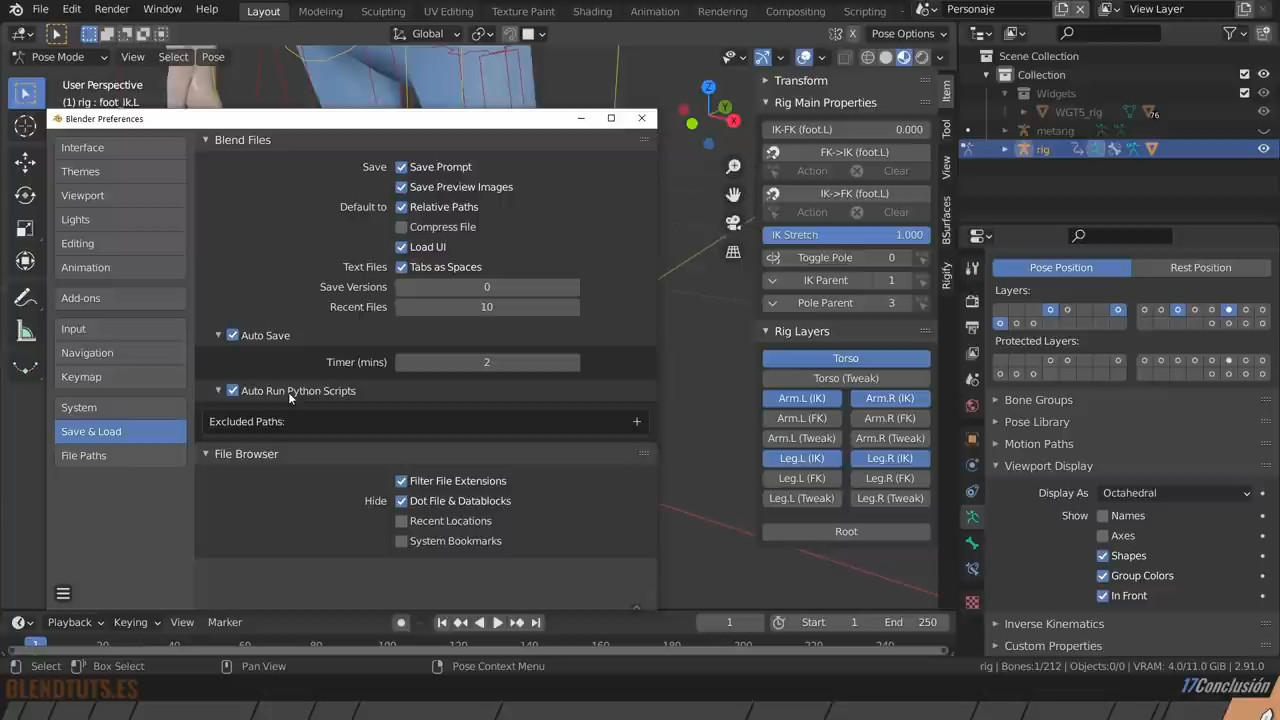 File Edit Render Window Help Layout Modeling Sculpting UV Editing Texture Paint Shading Animation Rendering Compositing Scripting Personaje View Layer
Global X Pose Options
Pose Mode View Select Pose
User Perspective
(1) rig : foot_ik.L
Blender Preferences
Interface
Themes
Viewport
Lights
Editing
Animation
Add-ons
Input
Navigation
Keymap
System
Save & Load
File Paths
Blend Files
Save Save Prompt
Save Preview Images
Default to Relative Paths
Compress File
Load UI
Text Files Tabs as Spaces
Save Versions 0
Recent Files 10
Auto Save
Timer (mins) 2
Auto Run Python Scripts
Excluded Paths:
File Browser
Filter File Extensions
Hide Dot File & Datablocks
Recent Locations
System Bookmarks
Z
Y
X
Transform
Rig Main Properties
IK-FK (foot.L) 0.000
FK->IK (foot.L)
Action Clear
IK->FK (foot.L)
Action Clear
IK Stretch 1.000
Toggle Pole 0
IK Parent 1
Pole Parent 3
Rig Layers
Torso
Torso (Tweak)
Arm.L (IK) Arm.R (IK)
Arm.L (FK) Arm.R (FK)
Arm.L (Tweak) Arm.R (Tweak)
Leg.L (IK) Leg.R (IK)
Leg.L (FK) Leg.R (FK)
Leg.L (Tweak) Leg.R (Tweak)
Root
Item
Tool
View
BSurfaces
Rigify
Scene Collection
Collection
Widgets
WGTS_rig 76
metarig
rig
Pose Position Rest Position
Layers:
Protected Layers:
Bone Groups
Pose Library
Motion Paths
Viewport Display
Display As Octahedral
Show Names
Axes
Shapes
Group Colors
In Front
Inverse Kinematics
Custom Properties
Playback Keying View Marker 1 Start 1 End 250
1 20 40 60 80 100 120 140 160 180 200 220 240
Select Box Select Pan View Pose Context Menu rig | Bones:1/212 | Objects:0/0 | VRAM: 4.0/11.0 GiB | 2.91.0
BLENDTUTS.ES
17Conclusión